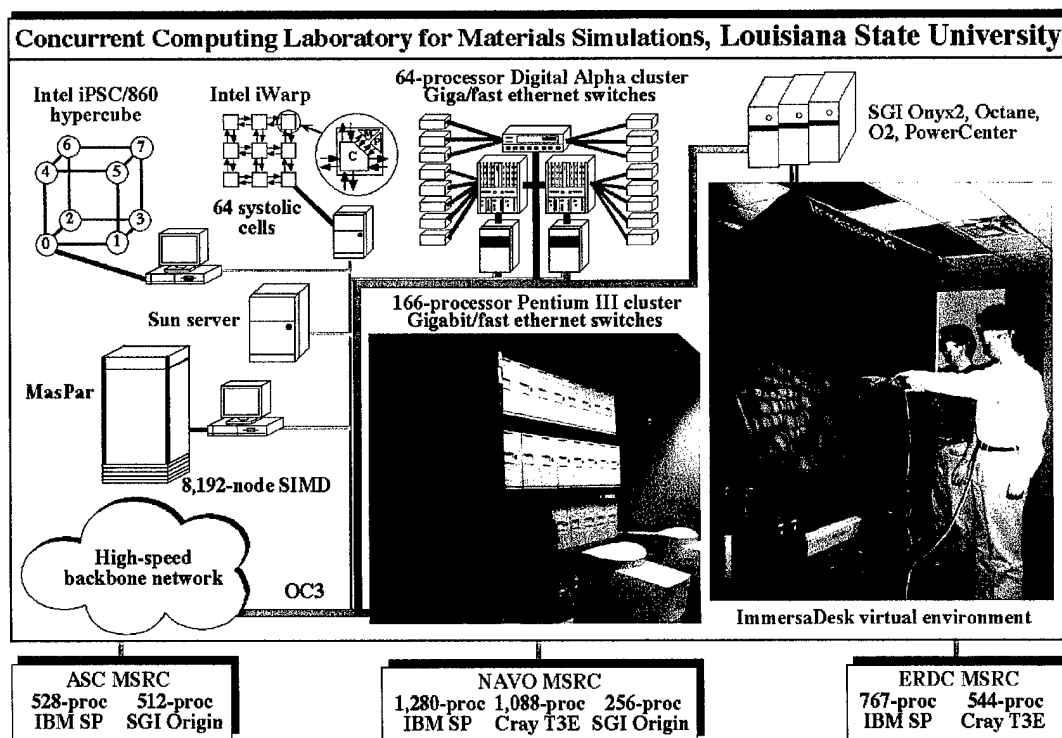 Concurrent Computing Laboratory for Materials Simulations, Louisiana State University
Intel iPSC/860
hypercube
6
7
4
5
2
3
0
1
Intel iWarp
C
64 systolic
cells
64-processor Digital Alpha cluster
Giga/fast ethernet switches
SGI Onyx2, Octane,
O2, PowerCenter
Sun server
166-processor Pentium III cluster
Gigabit/fast ethernet switches
MasPar
8,192-node SIMD
High-speed
backbone network
OC3
ImmersaDesk virtual environment
ASC MSRC
528-proc 512-proc
IBM SP SGI Origin
NAVO MSRC
1,280-proc 1,088-proc 256-proc
IBM SP Cray T3E SGI Origin
ERDC MSRC
767-proc 544-proc
IBM SP Cray T3E